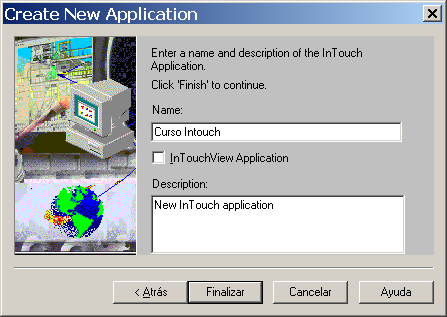 Create New Application
Enter a name and description of the InTouch
Application.
Click 'Finish' to continue.
Name:
Curso Intouch
InTouchView Application
Description:
New InTouch application
< Atrás
Finalizar
Cancelar
Ayuda